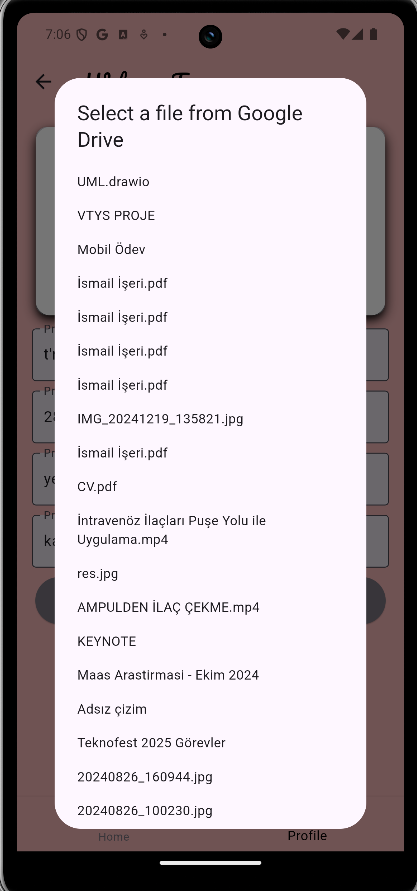 7:06
Select a file from Google
Drive
UML.drawio
VTYS PROJE
Mobil Ödev
İsmail İşeri.pdf
İsmail İşeri.pdf
İsmail İşeri.pdf
İsmail İşeri.pdf
IMG_20241219_135821.jpg
İsmail İşeri.pdf
CV.pdf
İntravenöz İlaçları Puşe Yolu ile
Uygulama.mp4
res.jpg
AMPULDEN İLAÇ ÇEKME.mp4
KEYNOTE
Maas Arastirmasi - Ekim 2024
Adsız çizim
Teknofest 2025 Görevler
20240826_160944.jpg
20240826_100230.jpg
Home
Profile